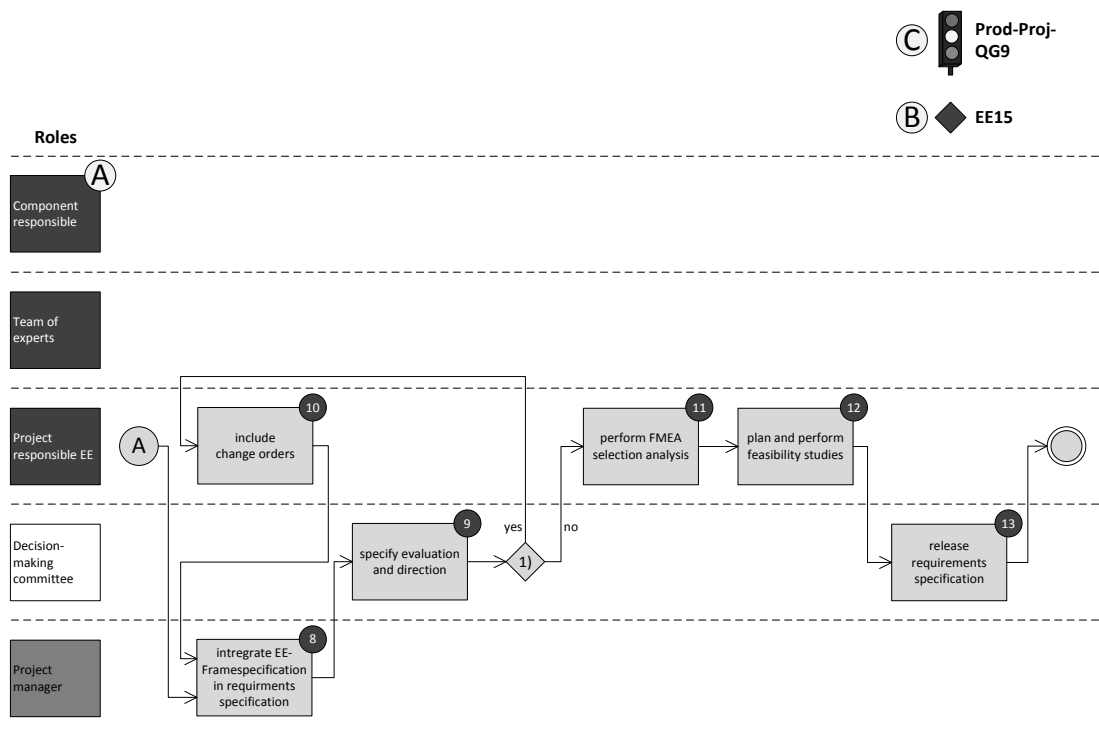 C
Prod-Proj-
QG9
B
EE15
Roles
A
Component
responsible
Team of
experts
Project
responsible EE
A
10
include
change orders
11
perform FMEA
selection analysis
12
plan and perform
feasibility studies
Decision-
making
committee
9
specify evaluation
and direction
yes
1)
no
13
release
requirements
specification
Project
manager
8
intregrate EE-
Framespecification
in requirments
specification